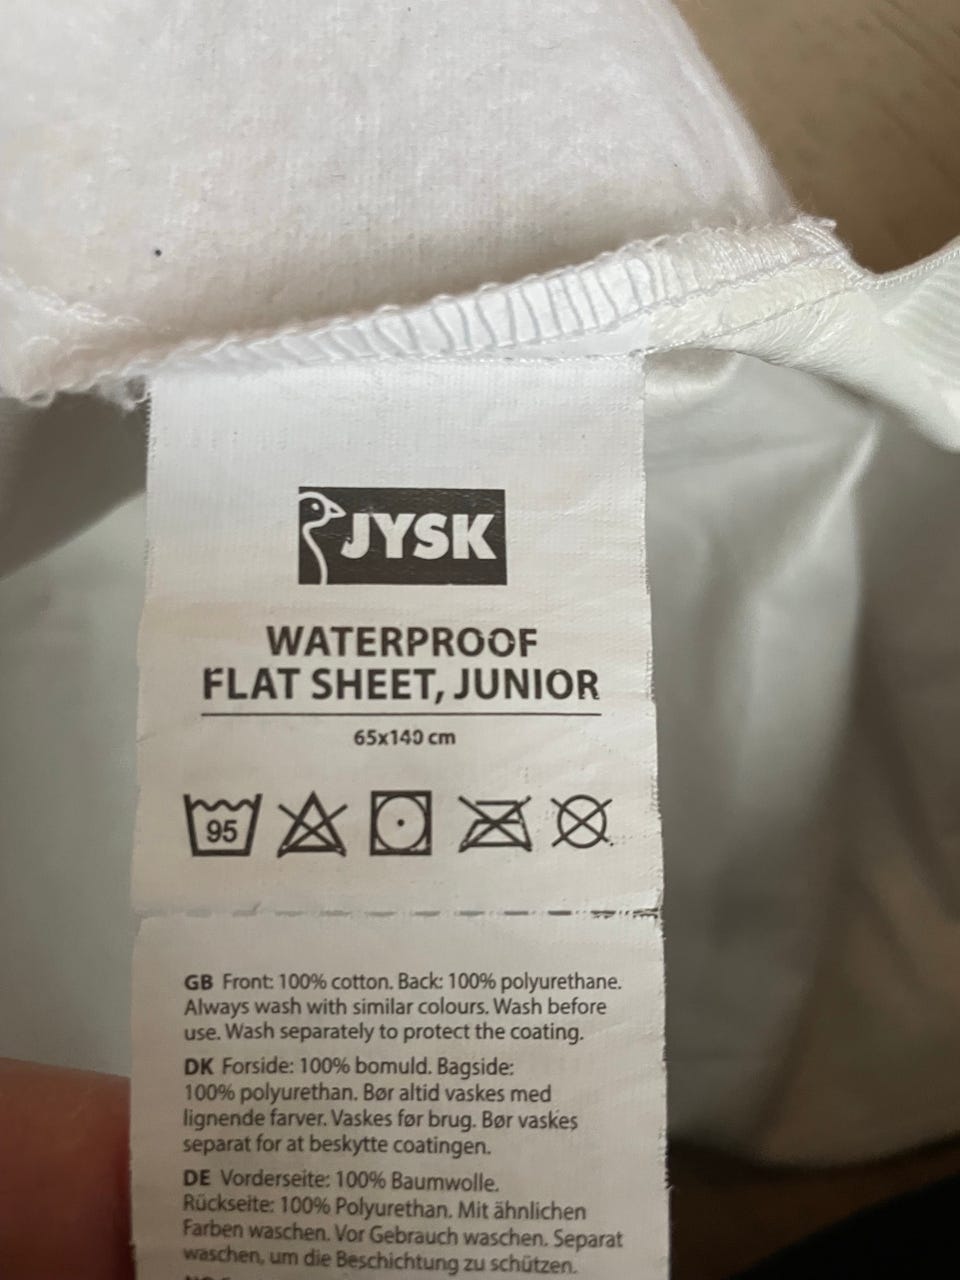 JYSK
WATERPROOF
FLAT SHEET, JUNIOR
65x140 cm
95
GB Front: 100% cotton. Back: 100% polyurethane.
Always wash with similar colours. Wash before
use. Wash separately to protect the coating.
DK Forside: 100% bomuld. Bagside:
100% polyurethan. Bør altid vaskes med
lignende farver. Vaskes før brug. Bør vaskes
separat for at beskytte coatingen.
DE Vorderseite: 100% Baumwolle.
Rückseite: 100% Polyurethan. Mit ähnlichen
Farben waschen. Vor Gebrauch waschen. Separat
waschen, um die Beschichtung zu schützen.